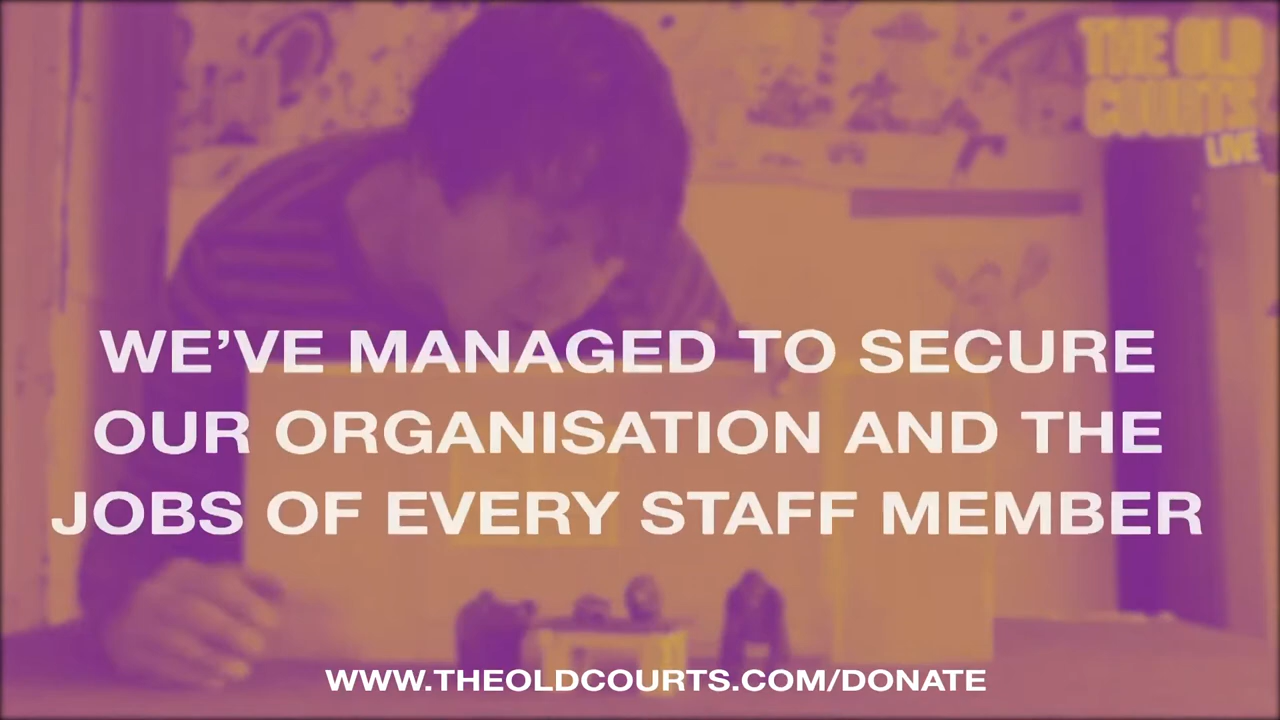 THE OLD
COURTS
LIVE
WE’VE MANAGED TO SECURE
OUR ORGANISATION AND THE
JOBS OF EVERY STAFF MEMBER
WWW.THEOLDCOURTS.COM/DONATE